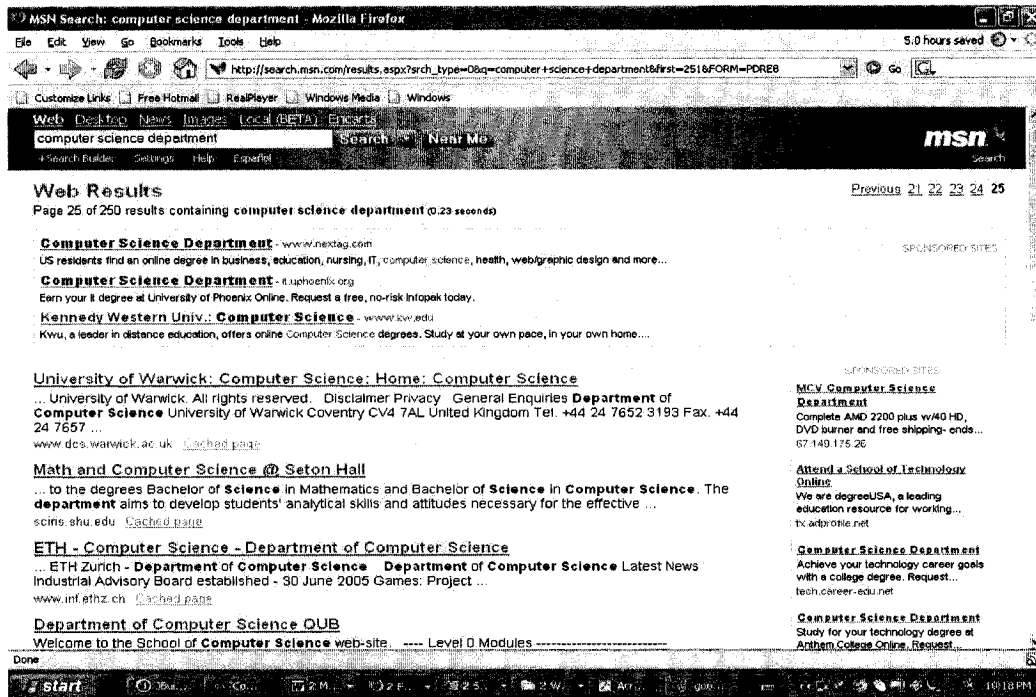 MSN Search: computer science department - Mozilla Firefox
File Edit View Go Bookmarks Tools Help
5.0 hours saved
http://search.msn.com/results.aspx?srch_type=0&q=computer+science+department&first=251&FORM=PDRE8
Go
Customize Links Free Hotmail RealPlayer Windows Media Windows
Web Desktop News Images Local (BETA) Encarta
computer science department Search Near Me
msn Search
+Search Builder Settings Help Español
Web Results
Previous 21 22 23 24 25
Page 25 of 250 results containing computer science department (0.23 seconds)
Computer Science Department - www.nextag.com
US residents find an online degree in business, education, nursing, IT, computer science, health, web/graphic design and more...
Computer Science Department - it.uphoenix.org
Earn your it degree at University of Phoenix Online. Request a free, no-risk Infopak today.
Kennedy Western Univ.: Computer Science - www.kw.edu
Kwu, a leader in distance education, offers online Computer Science degrees. Study at your own pace, in your own home....
SPONSORED SITES
University of Warwick: Computer Science: Home: Computer Science
... University of Warwick. All rights reserved. Disclaimer Privacy General Enquiries Department of
Computer Science University of Warwick Coventry CV4 7AL United Kingdom Tel. +44 24 7652 3193 Fax. +44
24 7657 ...
www.dcs.warwick.ac.uk Cached page
Math and Computer Science @ Seton Hall
... to the degrees Bachelor of Science in Mathematics and Bachelor of Science in Computer Science. The
department aims to develop students' analytical skills and attitudes necessary for the effective ...
sciris.shu.edu Cached page
ETH - Computer Science - Department of Computer Science
... ETH Zurich - Department of Computer Science Department of Computer Science Latest News
Industrial Advisory Board established - 30 June 2005 Games: Project ...
www.inf.ethz.ch Cached page
Department of Computer Science QUB
Welcome to the School of Computer Science web-site. ---- Level 0 Modules --------------------
SPONSORED SITES
MCV Computer Science
Department
Complete AMD 2200 plus w/40 HD,
DVD burner and free shipping- ends...
67.149.175.26
Attend a School of Technology
Online
We are degreeUSA, a leading
education resource for working...
tx.adprofile.net
Computer Science Department
Achieve your technology career goals
with a college degree. Request...
tech.career-edu.net
Computer Science Department
Study for your technology degree at
Anthem College Online. Request...
Done
start
10:18 PM